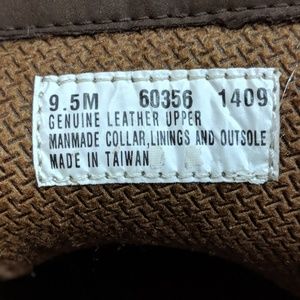 9.5M 60356 1409
GENUINE LEATHER UPPER
MANMADE COLLAR, LININGS AND OUTSOLE
MADE IN TAIWAN